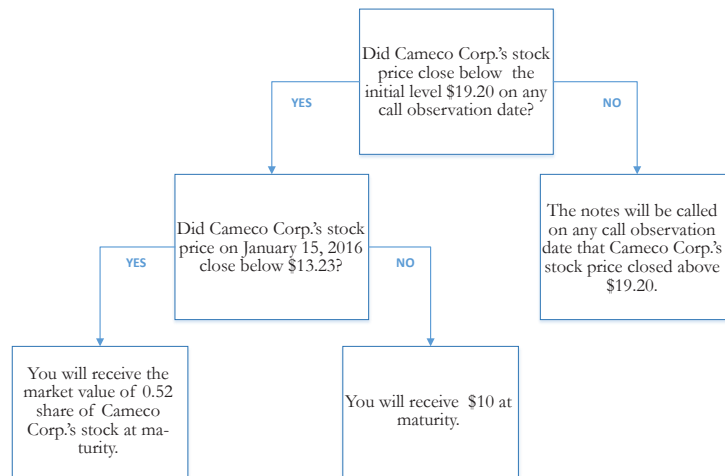 Did Cameco Corp.'s stock
price close below the
initial level $19.20 on any
call observation date?
YES
NO
Did Cameco Corp.'s stock
price on January 15, 2016
close below $13.23?
The notes will be called
on any call observation
date that Cameco Corp.'s
stock price closed above
$19.20.
YES
NO
You will receive the
market value of 0.52
share of Cameco
Corp.'s stock at ma-
turity.
You will receive $10 at
maturity.